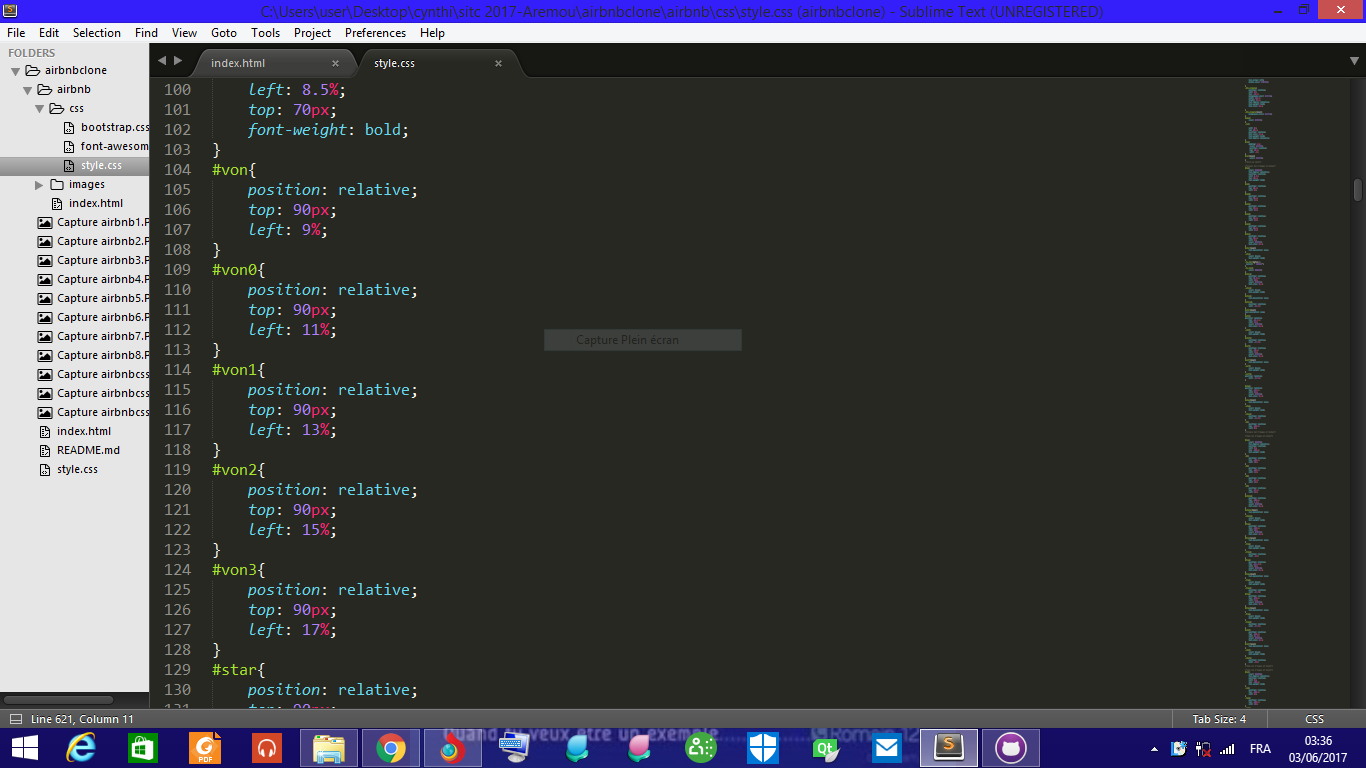 C:\Users\user\Desktop\cynthi\sitc 2017-Aremou\airbnbclone\airbnb\css\style.css (airbnbclone) - Sublime Text (UNREGISTERED)
File Edit Selection Find View Goto Tools Project Preferences Help
FOLDERS
airbnbclone
airbnb
css
bootstrap.css
font-awesom
style.css
images
index.html
Capture airbnb1.P
Capture airbnb2.P
Capture airbnb3.P
Capture airbnb4.P
Capture airbnb5.P
Capture airbnb6.P
Capture airbnb7.P
Capture airbnb8.P
Capture airbnbcss
Capture airbnbcss
Capture airbnbcss
index.html
README.md
style.css
index.html × style.css ×
100 left: 8.5%;
101 top: 70px;
102 font-weight: bold;
103 }
104 #von{
105 position: relative;
106 top: 90px;
107 left: 9%;
108 }
109 #von0{
110 position: relative;
111 top: 90px;
112 left: 11%;
113 }
114 #von1{
115 position: relative;
116 top: 90px;
117 left: 13%;
118 }
119 #von2{
120 position: relative;
121 top: 90px;
122 left: 15%;
123 }
124 #von3{
125 position: relative;
126 top: 90px;
127 left: 17%;
128 }
129 #star{
130 position: relative;
131 top: 90px;
Capture Plein écran
Line 621, Column 11
Tab Size: 4 CSS
PDF
Qt
FRA
03:36
03/06/2017